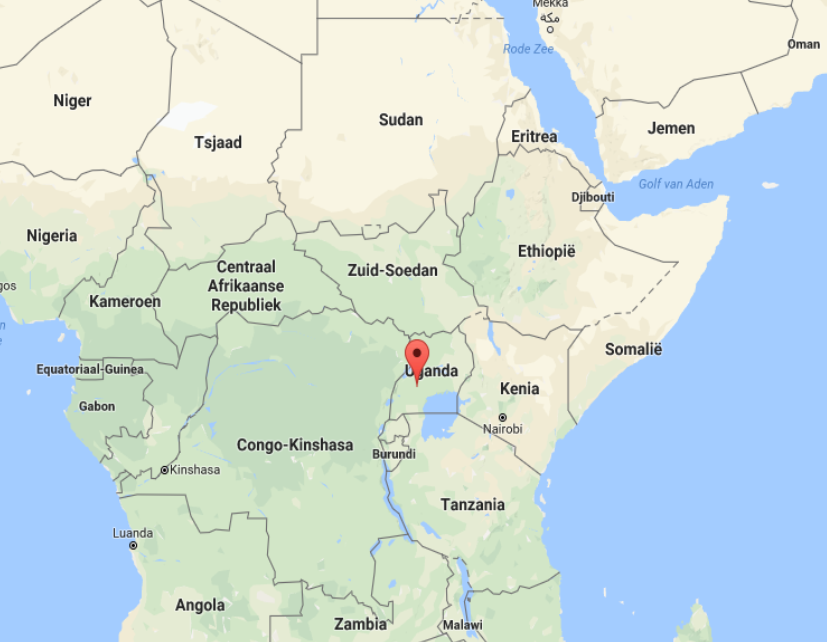 Mekka
مكة
Rode Zee
Oman
Niger
Sudan
Jemen
Tsjaad
Eritrea
Golf van Aden
Djibouti
Nigeria
Ethiopië
Centraal
Afrikaanse
Republiek
Zuid-Soedan
gos
Kameroen
n
e
Somalië
Equatoriaal-Guinea
Uganda
Kenia
Gabon
Nairobi
Congo-Kinshasa
Burundi
Kinshasa
Tanzania
Luanda
Angola
Zambia
Malawi